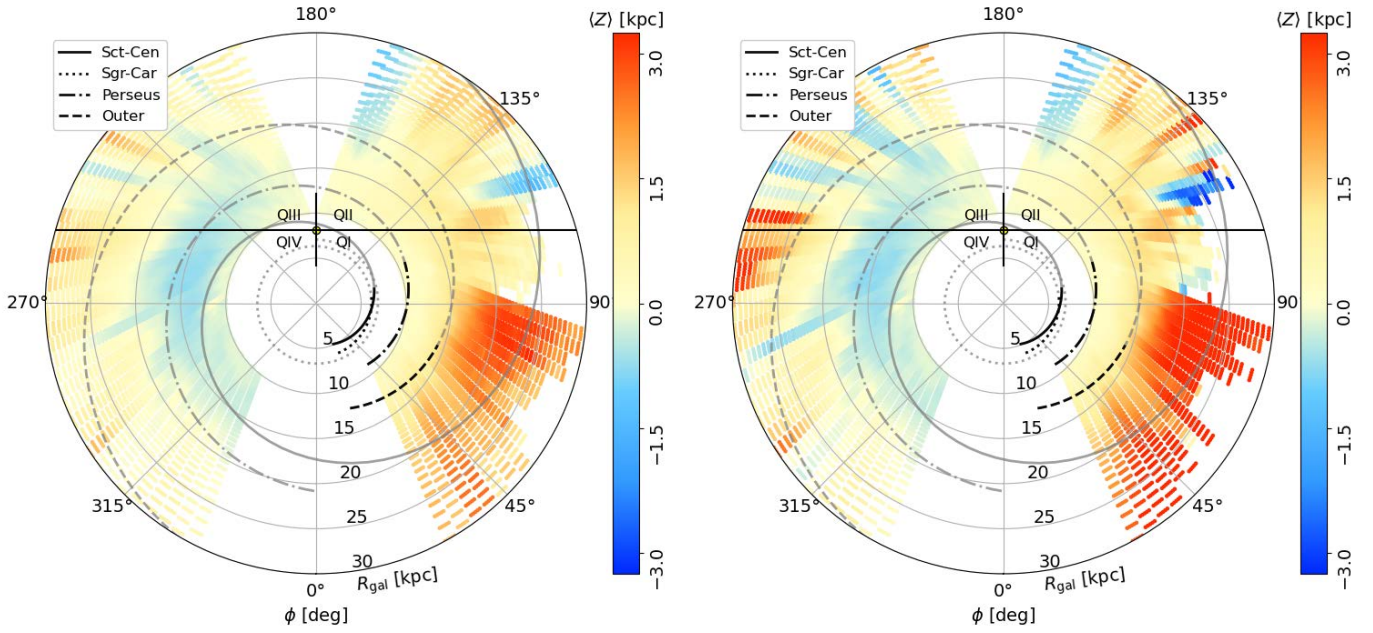 180°
⟨Z⟩ [kpc]
Sct-Cen
Sgr-Car
Perseus
Outer
135°
3.0
1.5
0.0
−1.5
−3.0
QIII
QII
QIV
QI
270°
90
5
10
15
20
25
30
315°
45°
0°
R_gal [kpc]
ϕ [deg]
180°
⟨Z⟩ [kpc]
Sct-Cen
Sgr-Car
Perseus
Outer
135°
3.0
1.5
0.0
−1.5
−3.0
QIII
QII
QIV
QI
270°
90
5
10
15
20
25
30
315°
45°
0°
R_gal [kpc]
ϕ [deg]